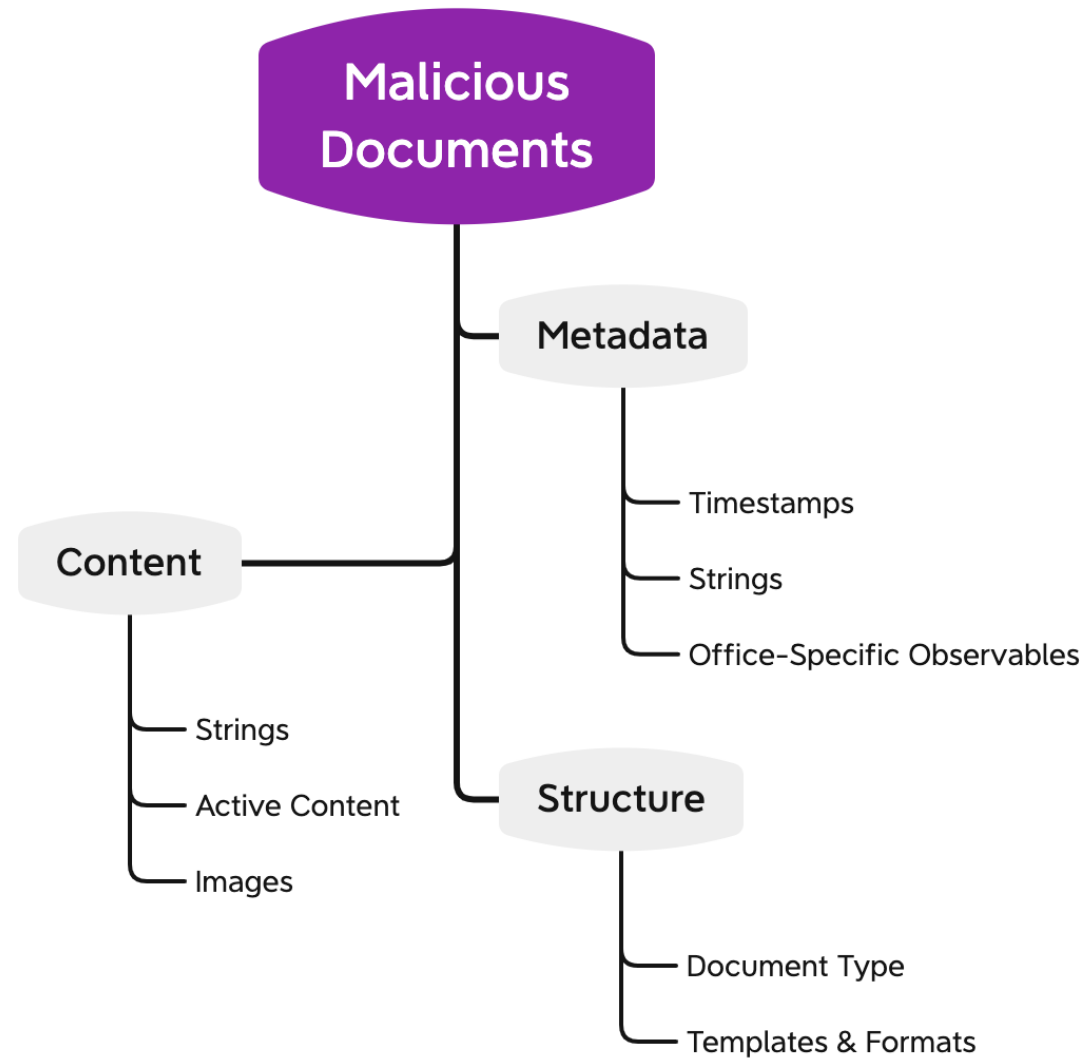 Malicious
Documents
Metadata
Timestamps
Strings
Office-Specific Observables
Content
Strings
Active Content
Images
Structure
Document Type
Templates & Formats